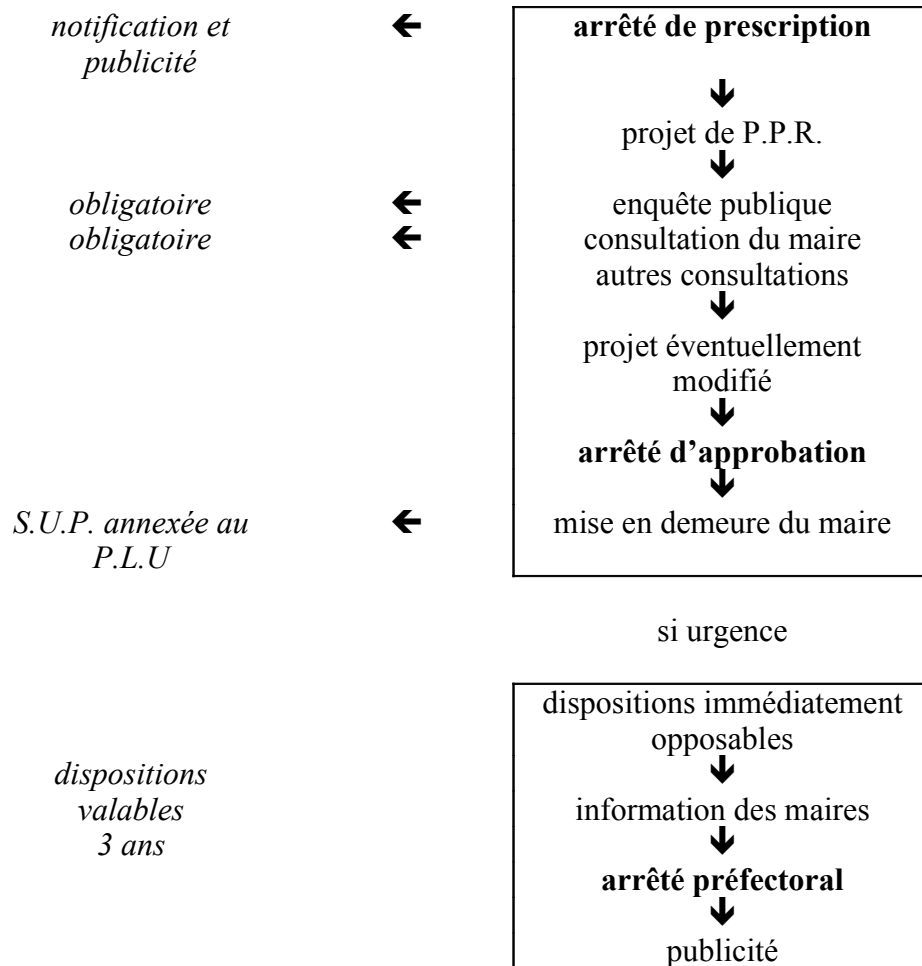 notification et
publicité
🡸
arrêté de prescription
🡻
projet de P.P.R.
🡻
obligatoire
🡸
enquête publique
obligatoire
🡸
consultation du maire
autres consultations
🡻
projet éventuellement
modifié
🡻
arrêté d’approbation
🡻
S.U.P. annexée au
P.L.U
🡸
mise en demeure du maire
si urgence
dispositions immédiatement
opposables
🡻
dispositions
valables
3 ans
information des maires
🡻
arrêté préfectoral
🡻
publicité